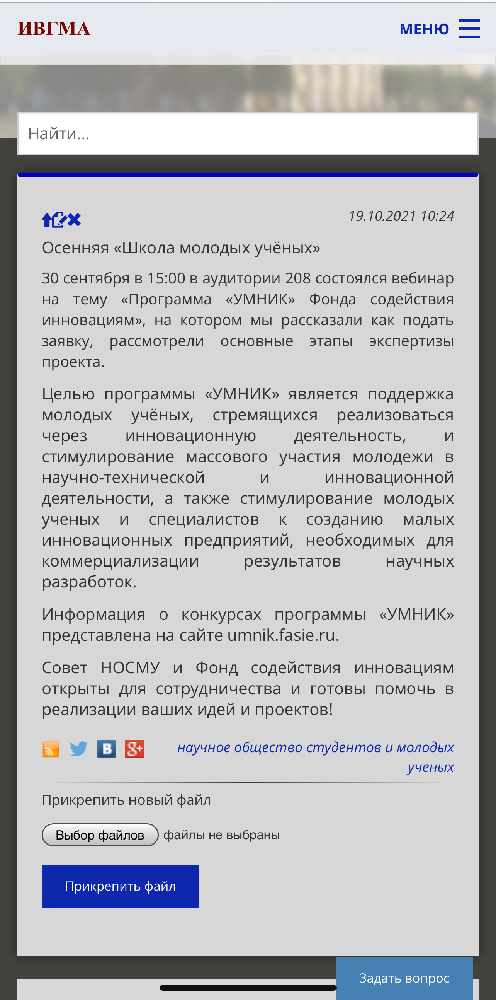 ИВГМА
МЕНЮ
Найти...
19.10.2021 10:24
Осенняя «Школа молодых учёных»
30 сентября в 15:00 в аудитории 208 состоялся вебинар
на тему «Программа «УМНИК» Фонда содействия
инновациям», на котором мы рассказали как подать
заявку, рассмотрели основные этапы экспертизы
проекта.
Целью программы «УМНИК» является поддержка
молодых учёных, стремящихся реализоваться
через инновационную деятельность, и
стимулирование массового участия молодежи в
научно-технической и инновационной
деятельности, а также стимулирование молодых
ученых и специалистов к созданию малых
инновационных предприятий, необходимых для
коммерциализации результатов научных
разработок.
Информация о конкурсах программы «УМНИК»
представлена на сайте umnik.fasie.ru.
Совет НОСМУ и Фонд содействия инновациям
открыты для сотрудничества и готовы помочь в
реализации ваших идей и проектов!
В g+
научное общество студентов и молодых
ученых
Прикрепить новый файл
Выбор файлов файлы не выбраны
Прикрепить файл
Задать вопрос